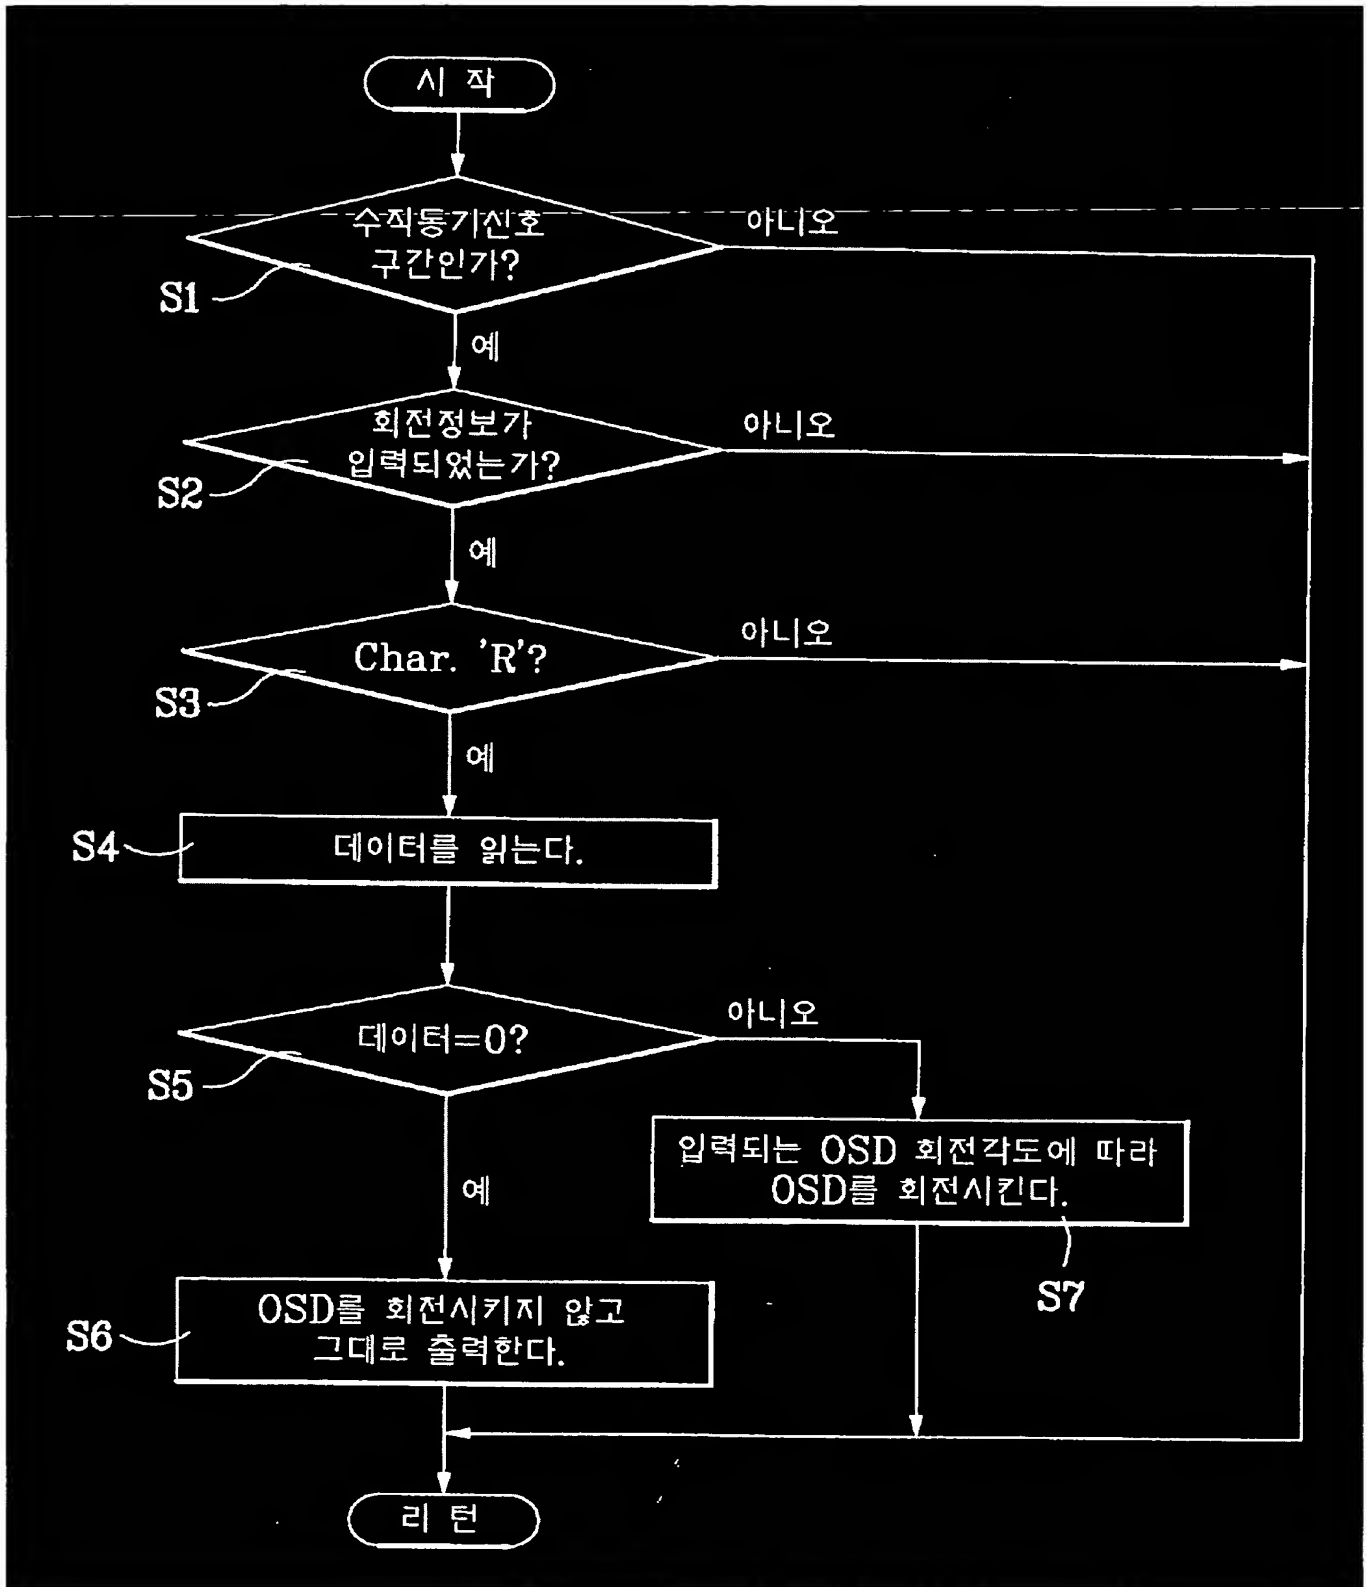 시 작
수직동기신호
구간인가?
아니오
S1
예
회전정보가
입력되었는가?
아니오
S2
예
Char. 'R'?
아니오
S3
예
S4
데이터를 읽는다.
데이터=0?
아니오
S5
입력되는 OSD 회전각도에 따라
OSD를 회전시킨다.
예
S7
OSD를 회전시키지 않고
그대로 출력한다.
S6
리 턴